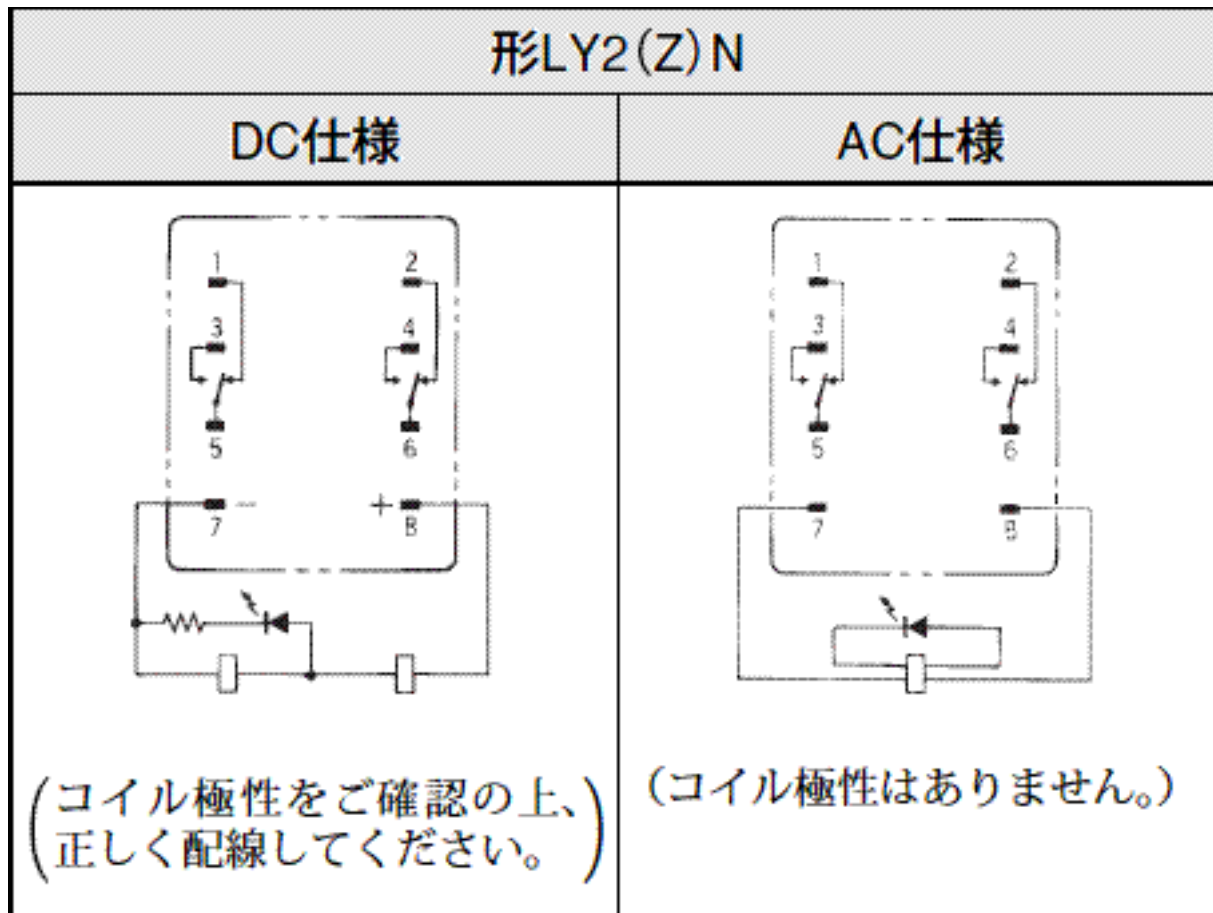 形LY2(Z)N
DC仕様
AC仕様
1 2
3 4
5 6
7 − + 8
コイル極性をご確認の上、
正しく配線してください。
1 2
3 4
5 6
7 8
(コイル極性はありません。)